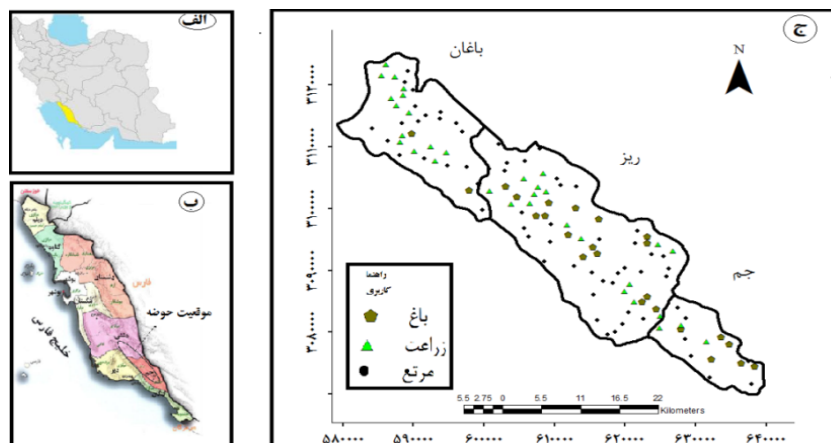 الف
ب
موقعیت حوضه
فارس
خلیج فارس
ج
باغان
ریز
جم
N
۳۱۲۰۰۰۰
۳۱۱۰۰۰۰
۳۱۰۰۰۰۰
۳۰۹۰۰۰۰
۳۰۸۰۰۰۰
راهنما
کاربری
باغ
زراعت
مرتع
5.5 2.75 0 5.5 11 16.5 22
Kilometers
۵۸۰۰۰۰ ۵۹۰۰۰۰ ۶۰۰۰۰۰ ۶۱۰۰۰۰ ۶۲۰۰۰۰ ۶۳۰۰۰۰ ۶۴۰۰۰۰